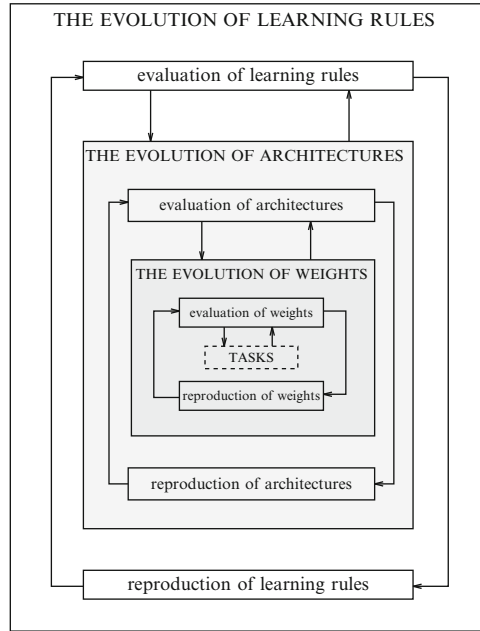 THE EVOLUTION OF LEARNING RULES
evaluation of learning rules
THE EVOLUTION OF ARCHITECTURES
evaluation of architectures
THE EVOLUTION OF WEIGHTS
evaluation of weights
TASKS
reproduction of weights
reproduction of architectures
reproduction of learning rules